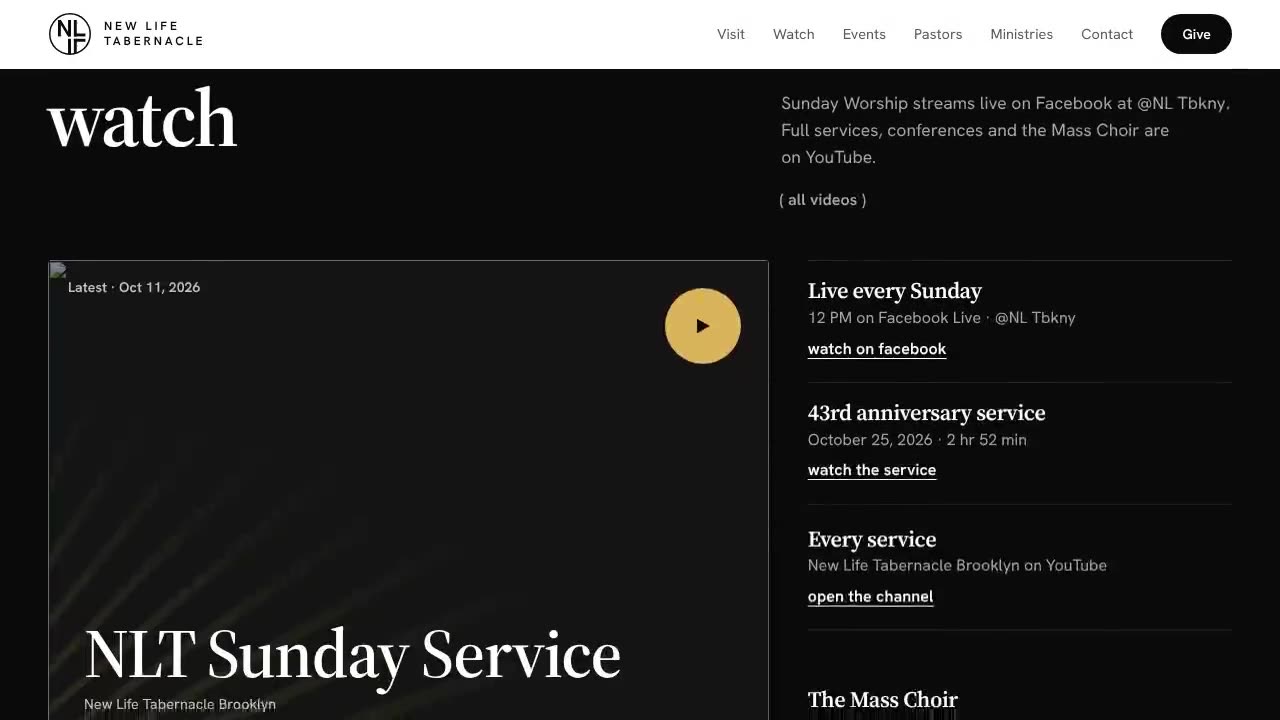 NEW LIFE
TABERNACLE
Visit
Watch
Events
Pastors
Ministries
Contact
Give
watch
Sunday Worship streams live on Facebook at @NL Tbkny.
Full services, conferences and the Mass Choir are
on YouTube.
( all videos )
Latest · Oct 11, 2026
NLT Sunday Service
New Life Tabernacle Brooklyn
Live every Sunday
12 PM on Facebook Live · @NL Tbkny
watch on facebook
43rd anniversary service
October 25, 2026 · 2 hr 52 min
watch the service
Every service
New Life Tabernacle Brooklyn on YouTube
open the channel
The Mass Choir